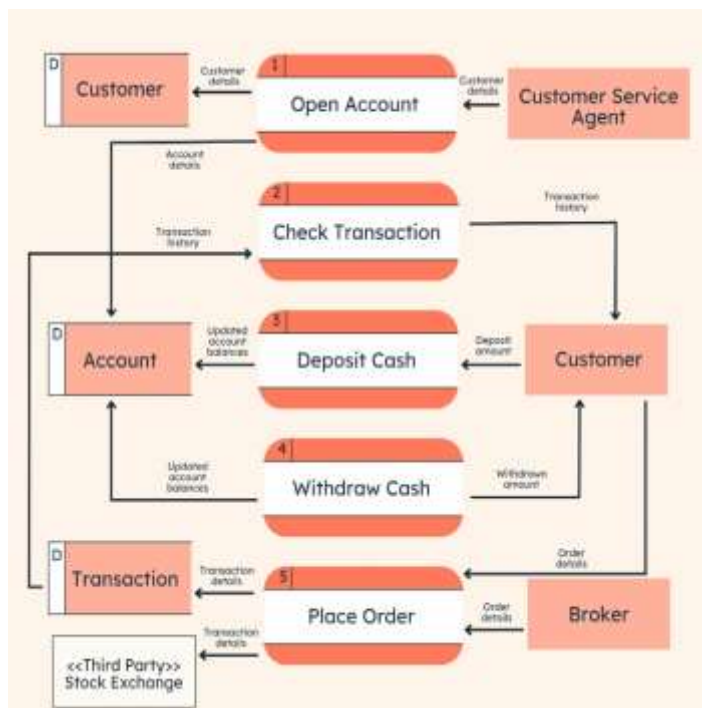 D
Customer
Customer
details
1
Open Account
Customer
details
Customer Service
Agent
Account
details
2
Check Transaction
Transaction
history
Transaction
history
D
Account
Updated
account
balances
3
Deposit Cash
Deposit
amount
Customer
Updated
account
balances
4
Withdraw Cash
Withdrawn
amount
Order
details
D
Transaction
Transaction
details
5
Place Order
Order
details
Broker
Transaction
details
<<Third Party>>
Stock Exchange